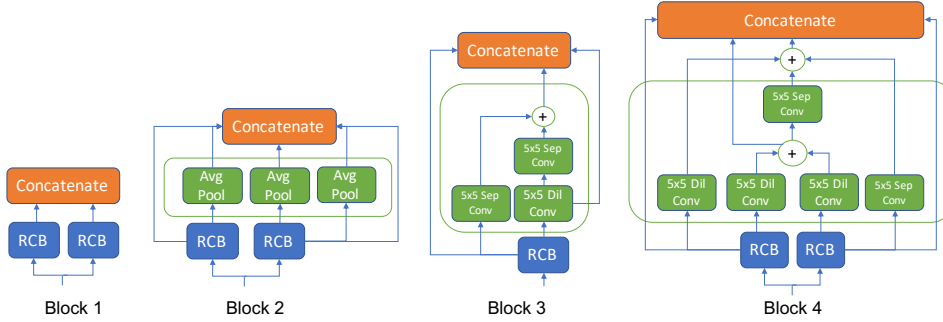 Concatenate
RCB
RCB
Block 1
Concatenate
Avg
Pool
Avg
Pool
Avg
Pool
RCB
RCB
Block 2
Concatenate
+
5x5 Sep
Conv
5x5 Sep
Conv
5x5 Dil
Conv
RCB
Block 3
Concatenate
+
5x5 Sep
Conv
+
5x5 Dil
Conv
5x5 Dil
Conv
5x5 Dil
Conv
5x5 Sep
Conv
RCB
RCB
Block 4